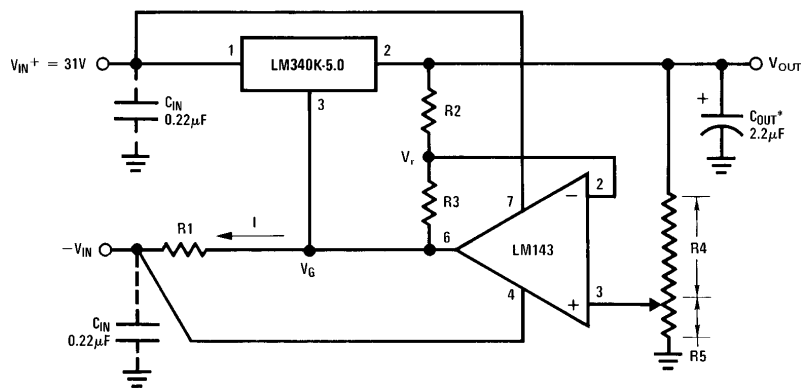 V_IN+ = 31V
1
LM340K-5.0
2
V_OUT
3
C_IN
0.22µF
R2
+
C_OUT*
2.2µF
V_r
2
7
−
R3
R4
R1
I
6
LM143
−V_IN
V_G
4
+
3
C_IN
0.22µF
R5